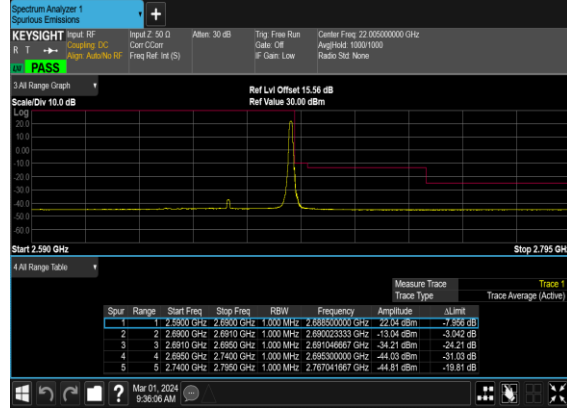 Spectrum Analyzer 1
Spurious Emissions
KEYSIGHT Input: RF Input Z: 50 Ω Atten: 30 dB Trig: Free Run Center Freq: 22.005000000 GHz
R T Coupling: DC Corr CCorr Gate: Off Avg|Hold: 1000/1000
Align: Auto/No RF Freq Ref: Int (S) IF Gain: Low Radio Std: None
LW PASS
3 All Range Graph
Ref Lvl Offset 15.56 dB
Scale/Div 10.0 dB Ref Value 30.00 dBm
Log
20.0
10.0
0.00
-10.0
-20.0
-30.0
-40.0
-50.0
-60.0
Start 2.590 GHz Stop 2.795 GHz
4 All Range Table
Measure Trace Trace 1
Trace Type Trace Average (Active)
Spur Range Start Freq Stop Freq RBW Frequency Amplitude ΔLimit
1 1 2.5900 GHz 2.6900 GHz 1.000 MHz 2.688500000 GHz 22.04 dBm -7.956 dB
2 2 2.6900 GHz 2.6910 GHz 1.000 MHz 2.690023333 GHz -13.04 dBm -3.042 dB
3 3 2.6910 GHz 2.6950 GHz 1.000 MHz 2.691046667 GHz -34.21 dBm -24.21 dB
4 4 2.6950 GHz 2.7400 GHz 1.000 MHz 2.695300000 GHz -44.03 dBm -31.03 dB
5 5 2.7400 GHz 2.7950 GHz 1.000 MHz 2.767041667 GHz -44.81 dBm -19.81 dB
? Mar 01, 2024
9:36:06 AM